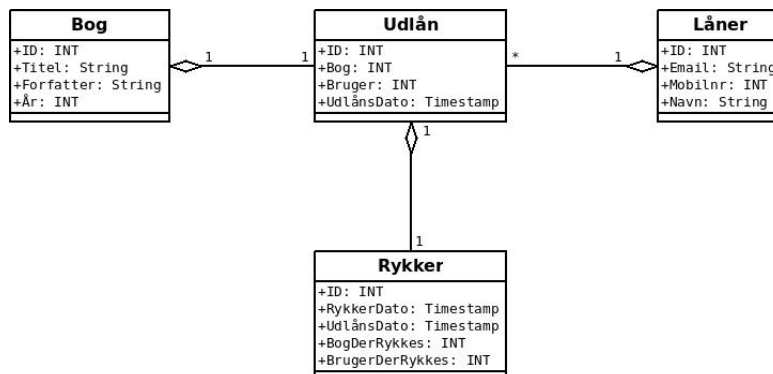 Bog
+ID: INT
+Titel: String
+Forfatter: String
+År: INT
1
1
Udlån
+ID: INT
+Bog: INT
+Bruger: INT
+UdlånsDato: Timestamp
*
1
Låner
+ID: INT
+Email: String
+Mobilnr: INT
+Navn: String
1
1
Rykker
+ID: INT
+RykkerDato: Timestamp
+UdlånsDato: Timestamp
+BogDerRykkes: INT
+BrugerDerRykkes: INT